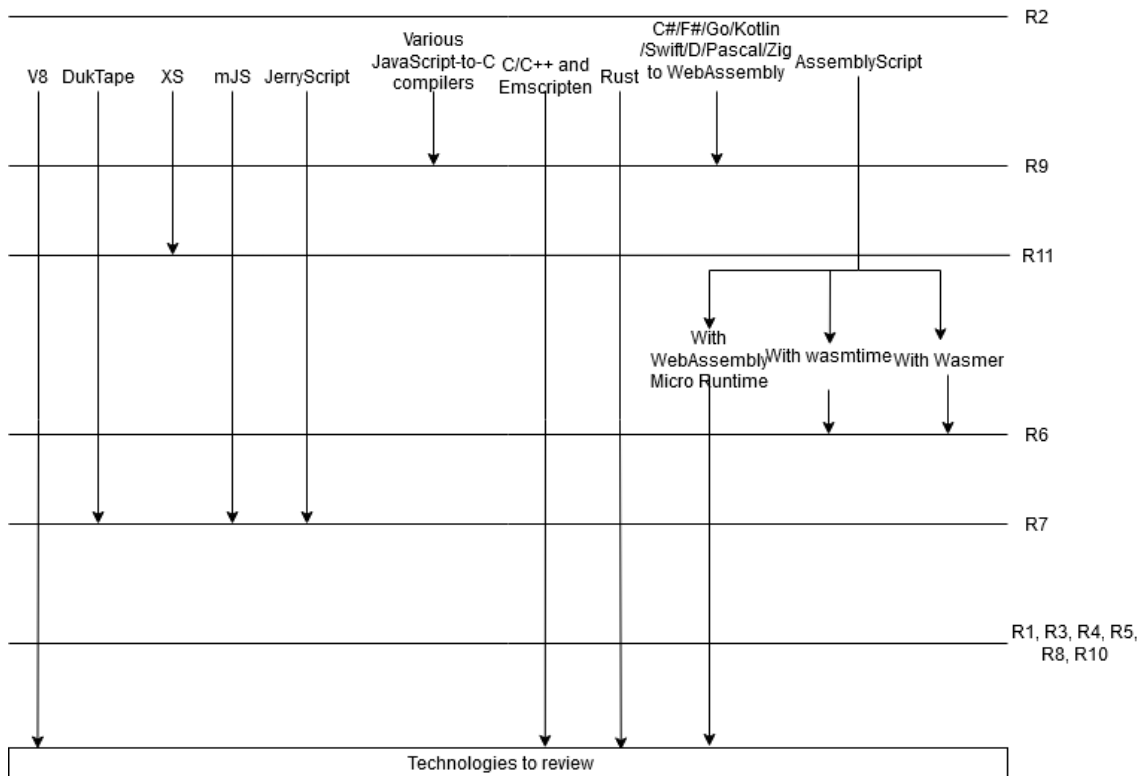 R2
V8
DukTape
XS
mJS
JerryScript
Various
JavaScript-to-C
compilers
C/C++ and
Emscripten
Rust
C#/F#/Go/Kotlin
/Swift/D/Pascal/Zig
to WebAssembly
AssemblyScript
R9
R11
With
WebAssembly
Micro Runtime
With wasmtime
With Wasmer
R6
R7
R1, R3, R4, R5,
R8, R10
Technologies to review